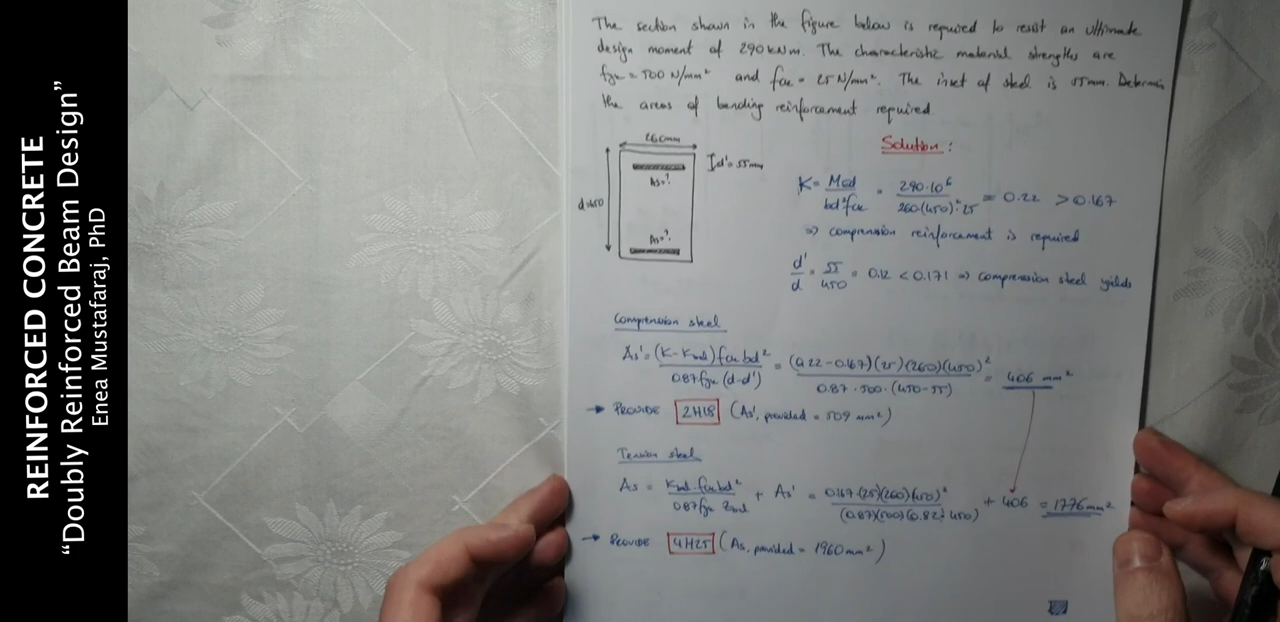 REINFORCED CONCRETE
“Doubly Reinforced Beam Design”
Enea Mustafaraj, PhD
The section shown in the figure below is required to resist an ultimate
design moment of 290 kNm. The characteristic material strengths are
fyk = 500 N/mm² and fck = 25 N/mm². The inset of steel is 55mm. Determin
the areas of bending reinforcement required.
Solution:
260mm
d'=55mm
As'=?
d=450
As=?
K = Med / bd²fck = 290·10⁶ / 260(450)²·25 = 0.22 > 0.167
=> compression reinforcement is required
d'/d = 55/450 = 0.12 < 0.171 => compression steel yields
Compression steel
As' = (K-Kbal) fck bd² / 0.87 fyk (d-d') = (0.22-0.167)(25)(260)(450)² / 0.87·500·(450-55) = 406 mm²
→ PROVIDE 2H18 (As', provided = 509 mm²)
Tension steel
As = Kbal·fck bd² / 0.87 fyk Zbal + As' = 0.167·(25)(260)(450)² / (0.87)(500)(0.82·450) + 406 = 1776mm²
→ PROVIDE 4H25 (As, provided = 1960 mm²)